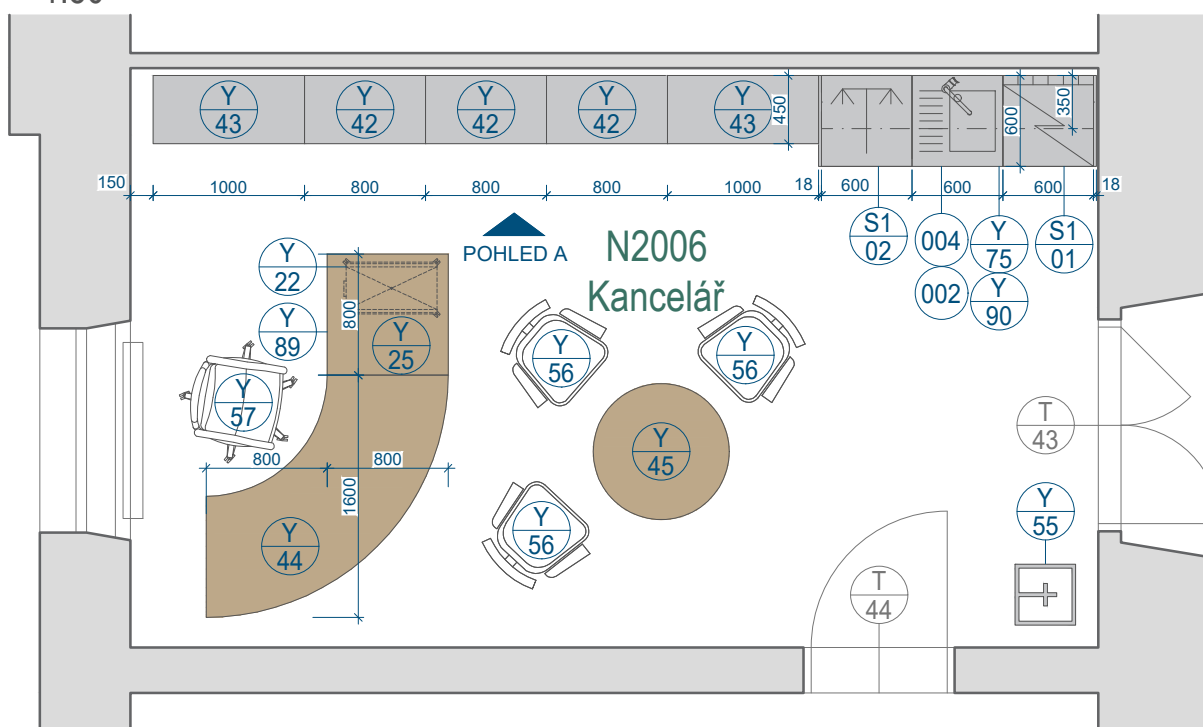 Y Y Y Y Y
43 42 42 42 43
450
600
350
150 1000 800 800 800 1000 18 600 600 600 18
POHLED A
N2006
Kancelář
S1
02
004
002
Y
75
Y
90
S1
01
Y
22
Y
89
800
Y
25
Y
57
Y
56
Y
56
Y
45
T
43
800 800
1600
Y
44
Y
56
Y
55
T
44